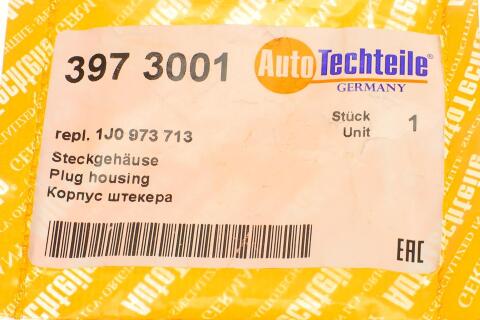 397 3001
AutoTechteile®
GERMANY
Stück
Unit
1
repl. 1J0 973 713
Steckgehäuse
Plug housing
Корпус штекера
EAC